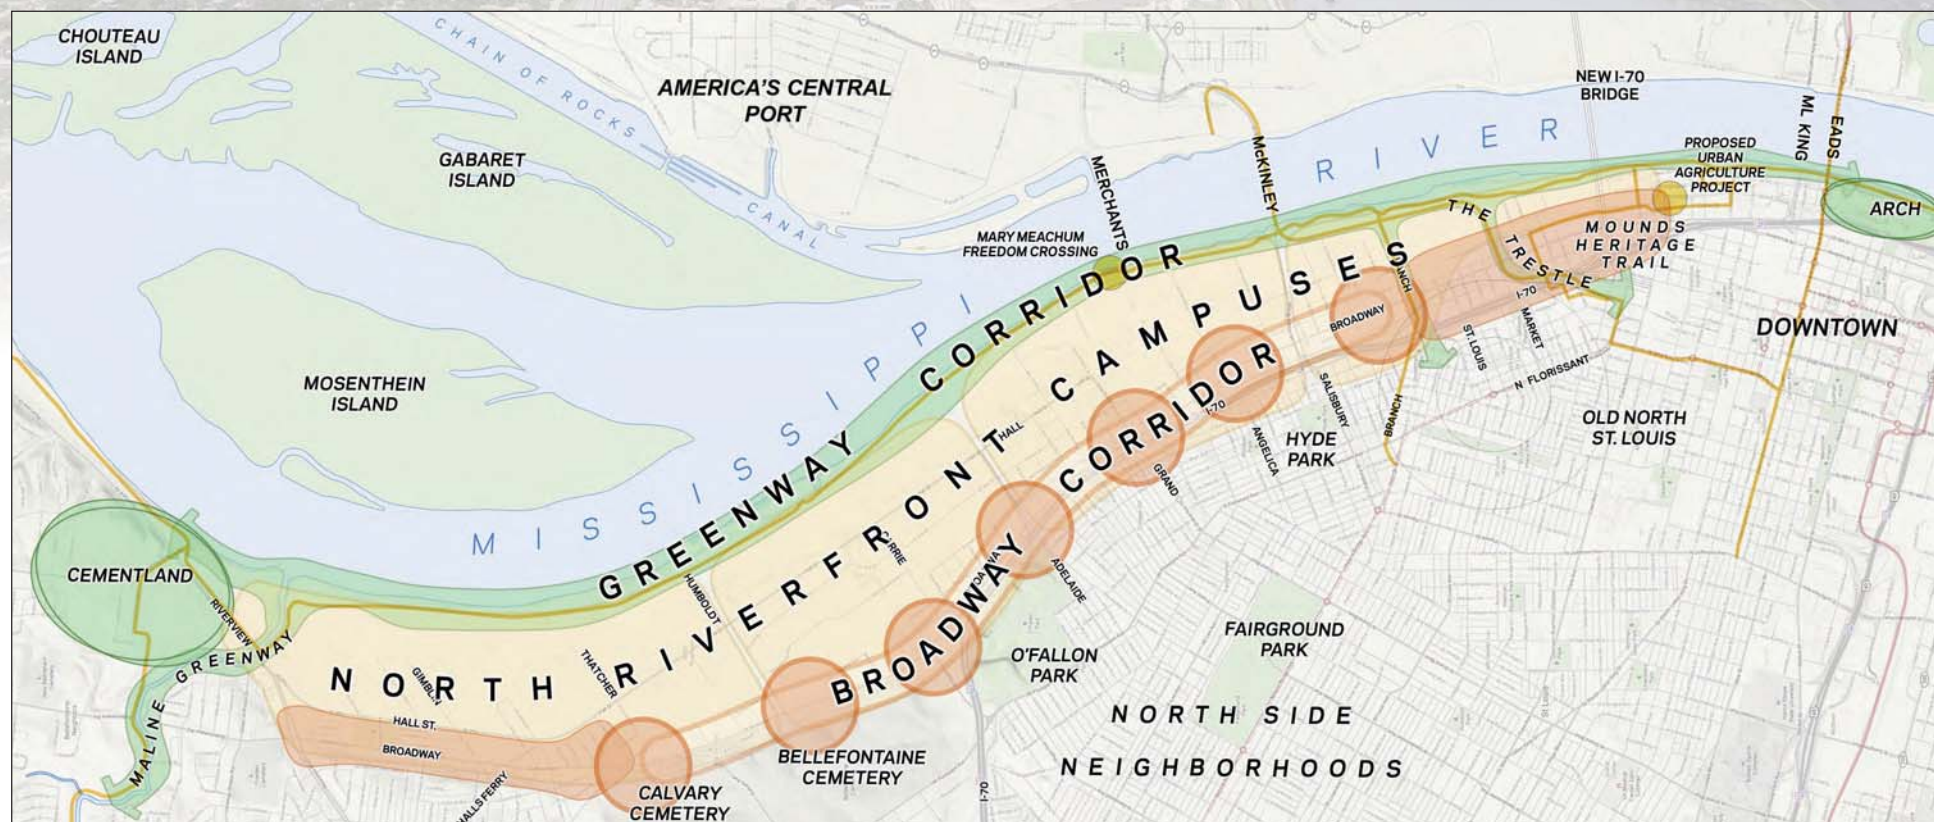 CHOUTEAU
ISLAND
CHAIN OF ROCKS
CANAL
AMERICA'S CENTRAL
PORT
GABARET
ISLAND
MOSENTHEIN
ISLAND
NEW I-70
BRIDGE
ML KING
EADS
McKINLEY
MERCHANTS
MARY MEACHUM
FREEDOM CROSSING
PROPOSED
URBAN
AGRICULTURE
PROJECT
ARCH
MISSISSIPPI RIVER
GREENWAY CORRIDOR
THE TRESTLE
MOUNDS
HERITAGE
TRAIL
NORTH RIVERFRONT CAMPUSES
BROADWAY CORRIDOR
BROADWAY
I-70
ST. LOUIS
MARKET
N FLORISSANT
DOWNTOWN
OLD NORTH
ST. LOUIS
SALISBURY
BRANCH
HYDE
PARK
ANGELICA
I-70
GRAND
HALL
ADELAIDE
CARRIE
HUMBOLDT
THATCHER
HALL ST.
BROADWAY
HALLS FERRY
CEMENTLAND
RIVERVIEW
MALINE GREENWAY
CALVARY
CEMETERY
BELLEFONTAINE
CEMETERY
O'FALLON
PARK
FAIRGROUND
PARK
I-70
NORTH SIDE
NEIGHBORHOODS